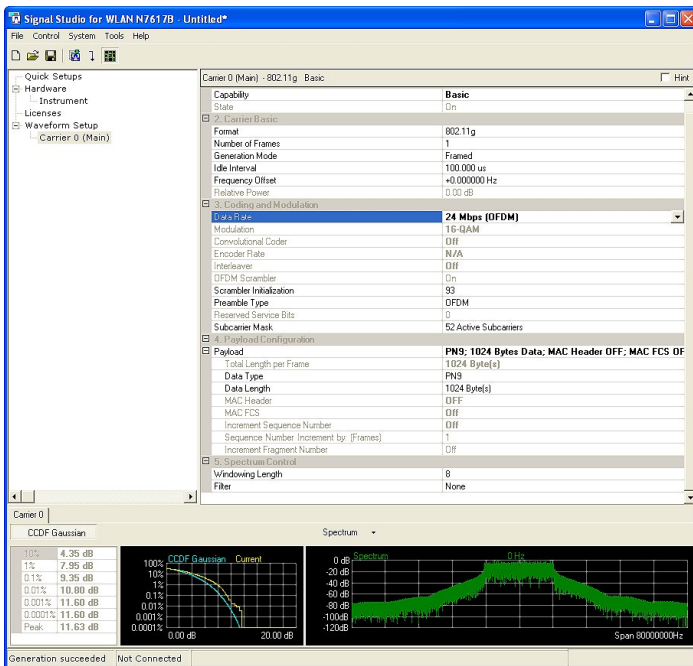 Signal Studio for WLAN N7617B - Untitled*
File Control System Tools Help
Quick Setups
Hardware
Instrument
Licenses
Waveform Setup
Carrier 0 (Main)
Carrier 0 (Main) - 802.11g Basic
Hint
Capability Basic
State On
2. Carrier Basic
Format 802.11g
Number of Frames 1
Generation Mode Framed
Idle Interval 100.000 us
Frequency Offset +0.000000 Hz
Relative Power 0.00 dB
3. Coding and Modulation
Data Rate 24 Mbps (OFDM)
Modulation 16-QAM
Convolutional Coder Off
Encoder Rate N/A
Interleaver Off
OFDM Scrambler On
Scrambler Initialization 93
Preamble Type OFDM
Reserved Service Bits 0
Subcarrier Mask 52 Active Subcarriers
4. Payload Configuration
Payload PN9; 1024 Bytes Data; MAC Header OFF; MAC FCS OF
Total Length per Frame 1024 Byte(s)
Data Type PN9
Data Length 1024 Byte(s)
MAC Header OFF
MAC FCS Off
Increment Sequence Number Off
Sequence Number Increment by: (Frames) 1
Increment Fragment Number Off
5. Spectrum Control
Windowing Length 8
Filter None
Carrier 0
CCDF Gaussian
Spectrum
10% 4.35 dB
1% 7.95 dB
0.1% 9.35 dB
0.01% 10.80 dB
0.001% 11.60 dB
0.0001% 11.60 dB
Peak 11.63 dB
CCDF Gaussian Current
100%
10%
1%
0.1%
0.01%
0.001%
0.0001%
0.00 dB 20.00 dB
Spectrum 0 Hz
0 dB
-20 dB
-40 dB
-60 dB
-80 dB
-100dB
-120dB
Span 80000000Hz
Generation succeeded Not Connected